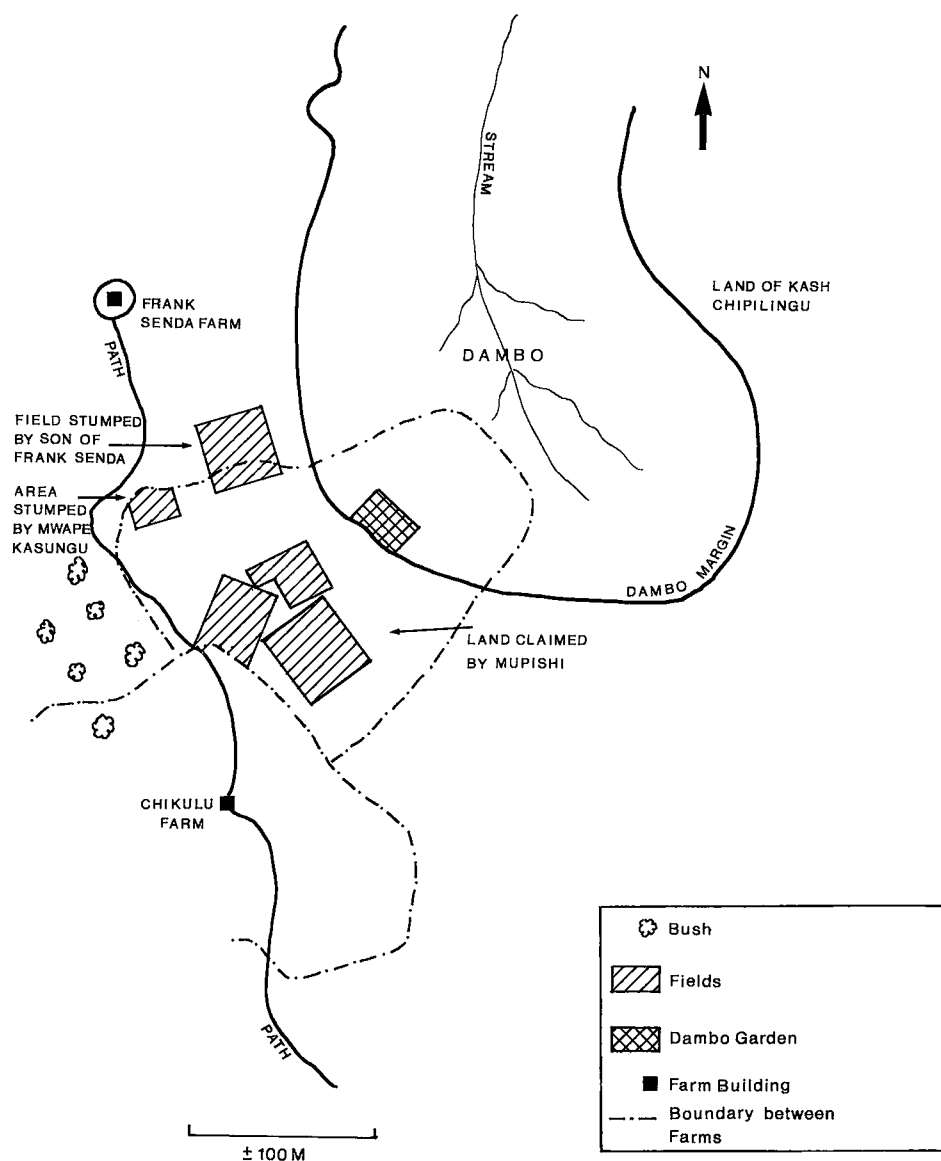 N
STREAM
LAND OF KASH
CHIPILINGU
FRANK
SENDA FARM
PATH
DAMBO
FIELD STUMPED
BY SON OF
FRANK SENDA
AREA
STUMPED
BY MWAPE
KASUNGU
DAMBO MARGIN
LAND CLAIMED
BY MUPISHI
CHIKULU
FARM
PATH
Bush
Fields
Dambo Garden
Farm Building
Boundary between
Farms
± 100 M